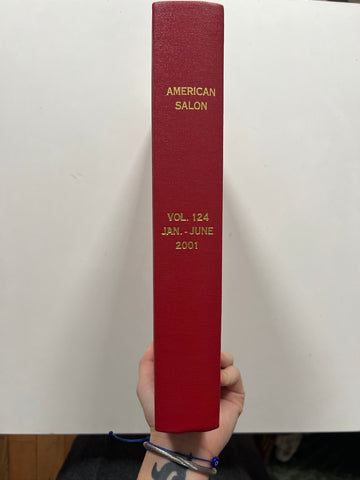 AMERICAN
SALON
VOL. 124
JAN. - JUNE
2001